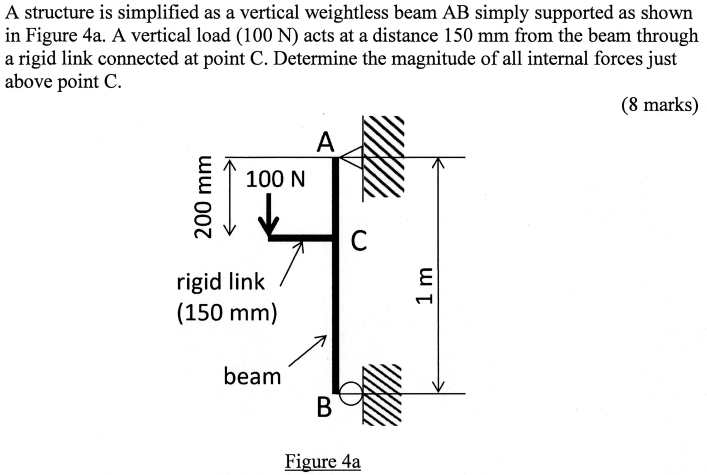 A structure is simplified as a vertical weightless beam AB simply supported as shown
in Figure 4a. A vertical load (100 N) acts at a distance 150 mm from the beam through
a rigid link connected at point C. Determine the magnitude of all internal forces just
above point C.
(8 marks)
A
200 mm
100 N
C
rigid link
(150 mm)
1 m
beam
B
Figure 4a